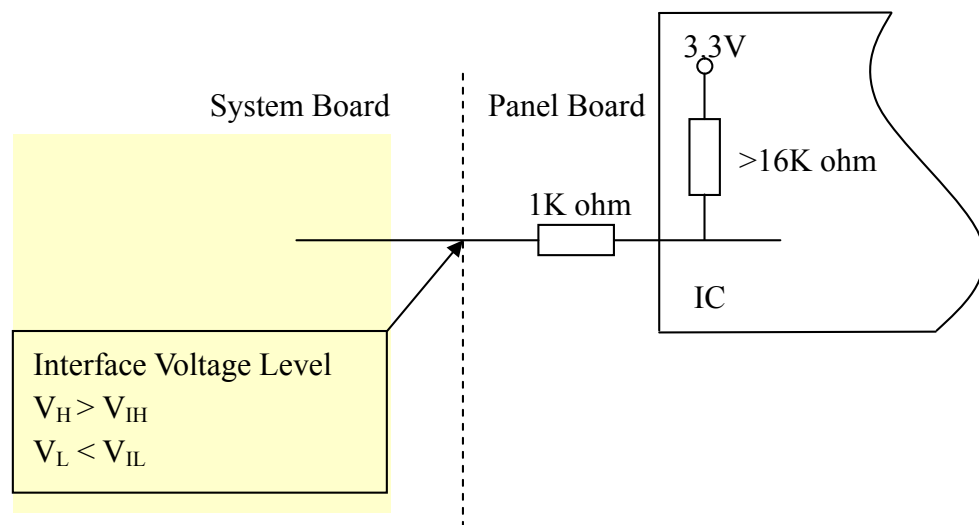 3.3V
System Board
Panel Board
>16K ohm
1K ohm
IC
Interface Voltage Level
VH > VIH
VL < VIL